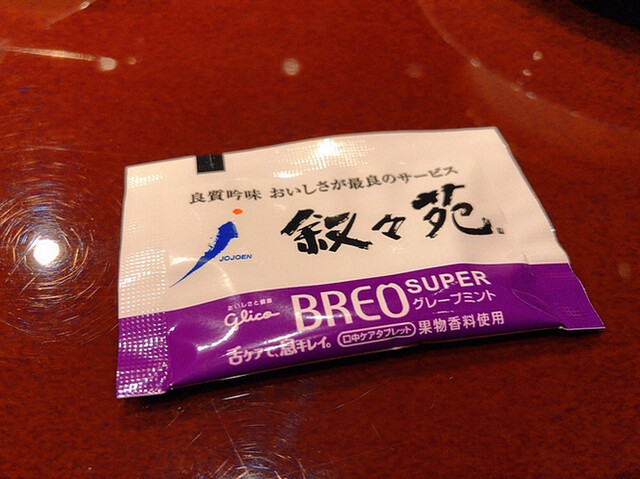 良質吟味 おいしさが最良のサービス
JOJOEN
叙々苑
おいしさと健康
Glico
BREO SUPER
グレープミント
舌ケアで、息キレイ。
口中ケアタブレット 果物香料使用